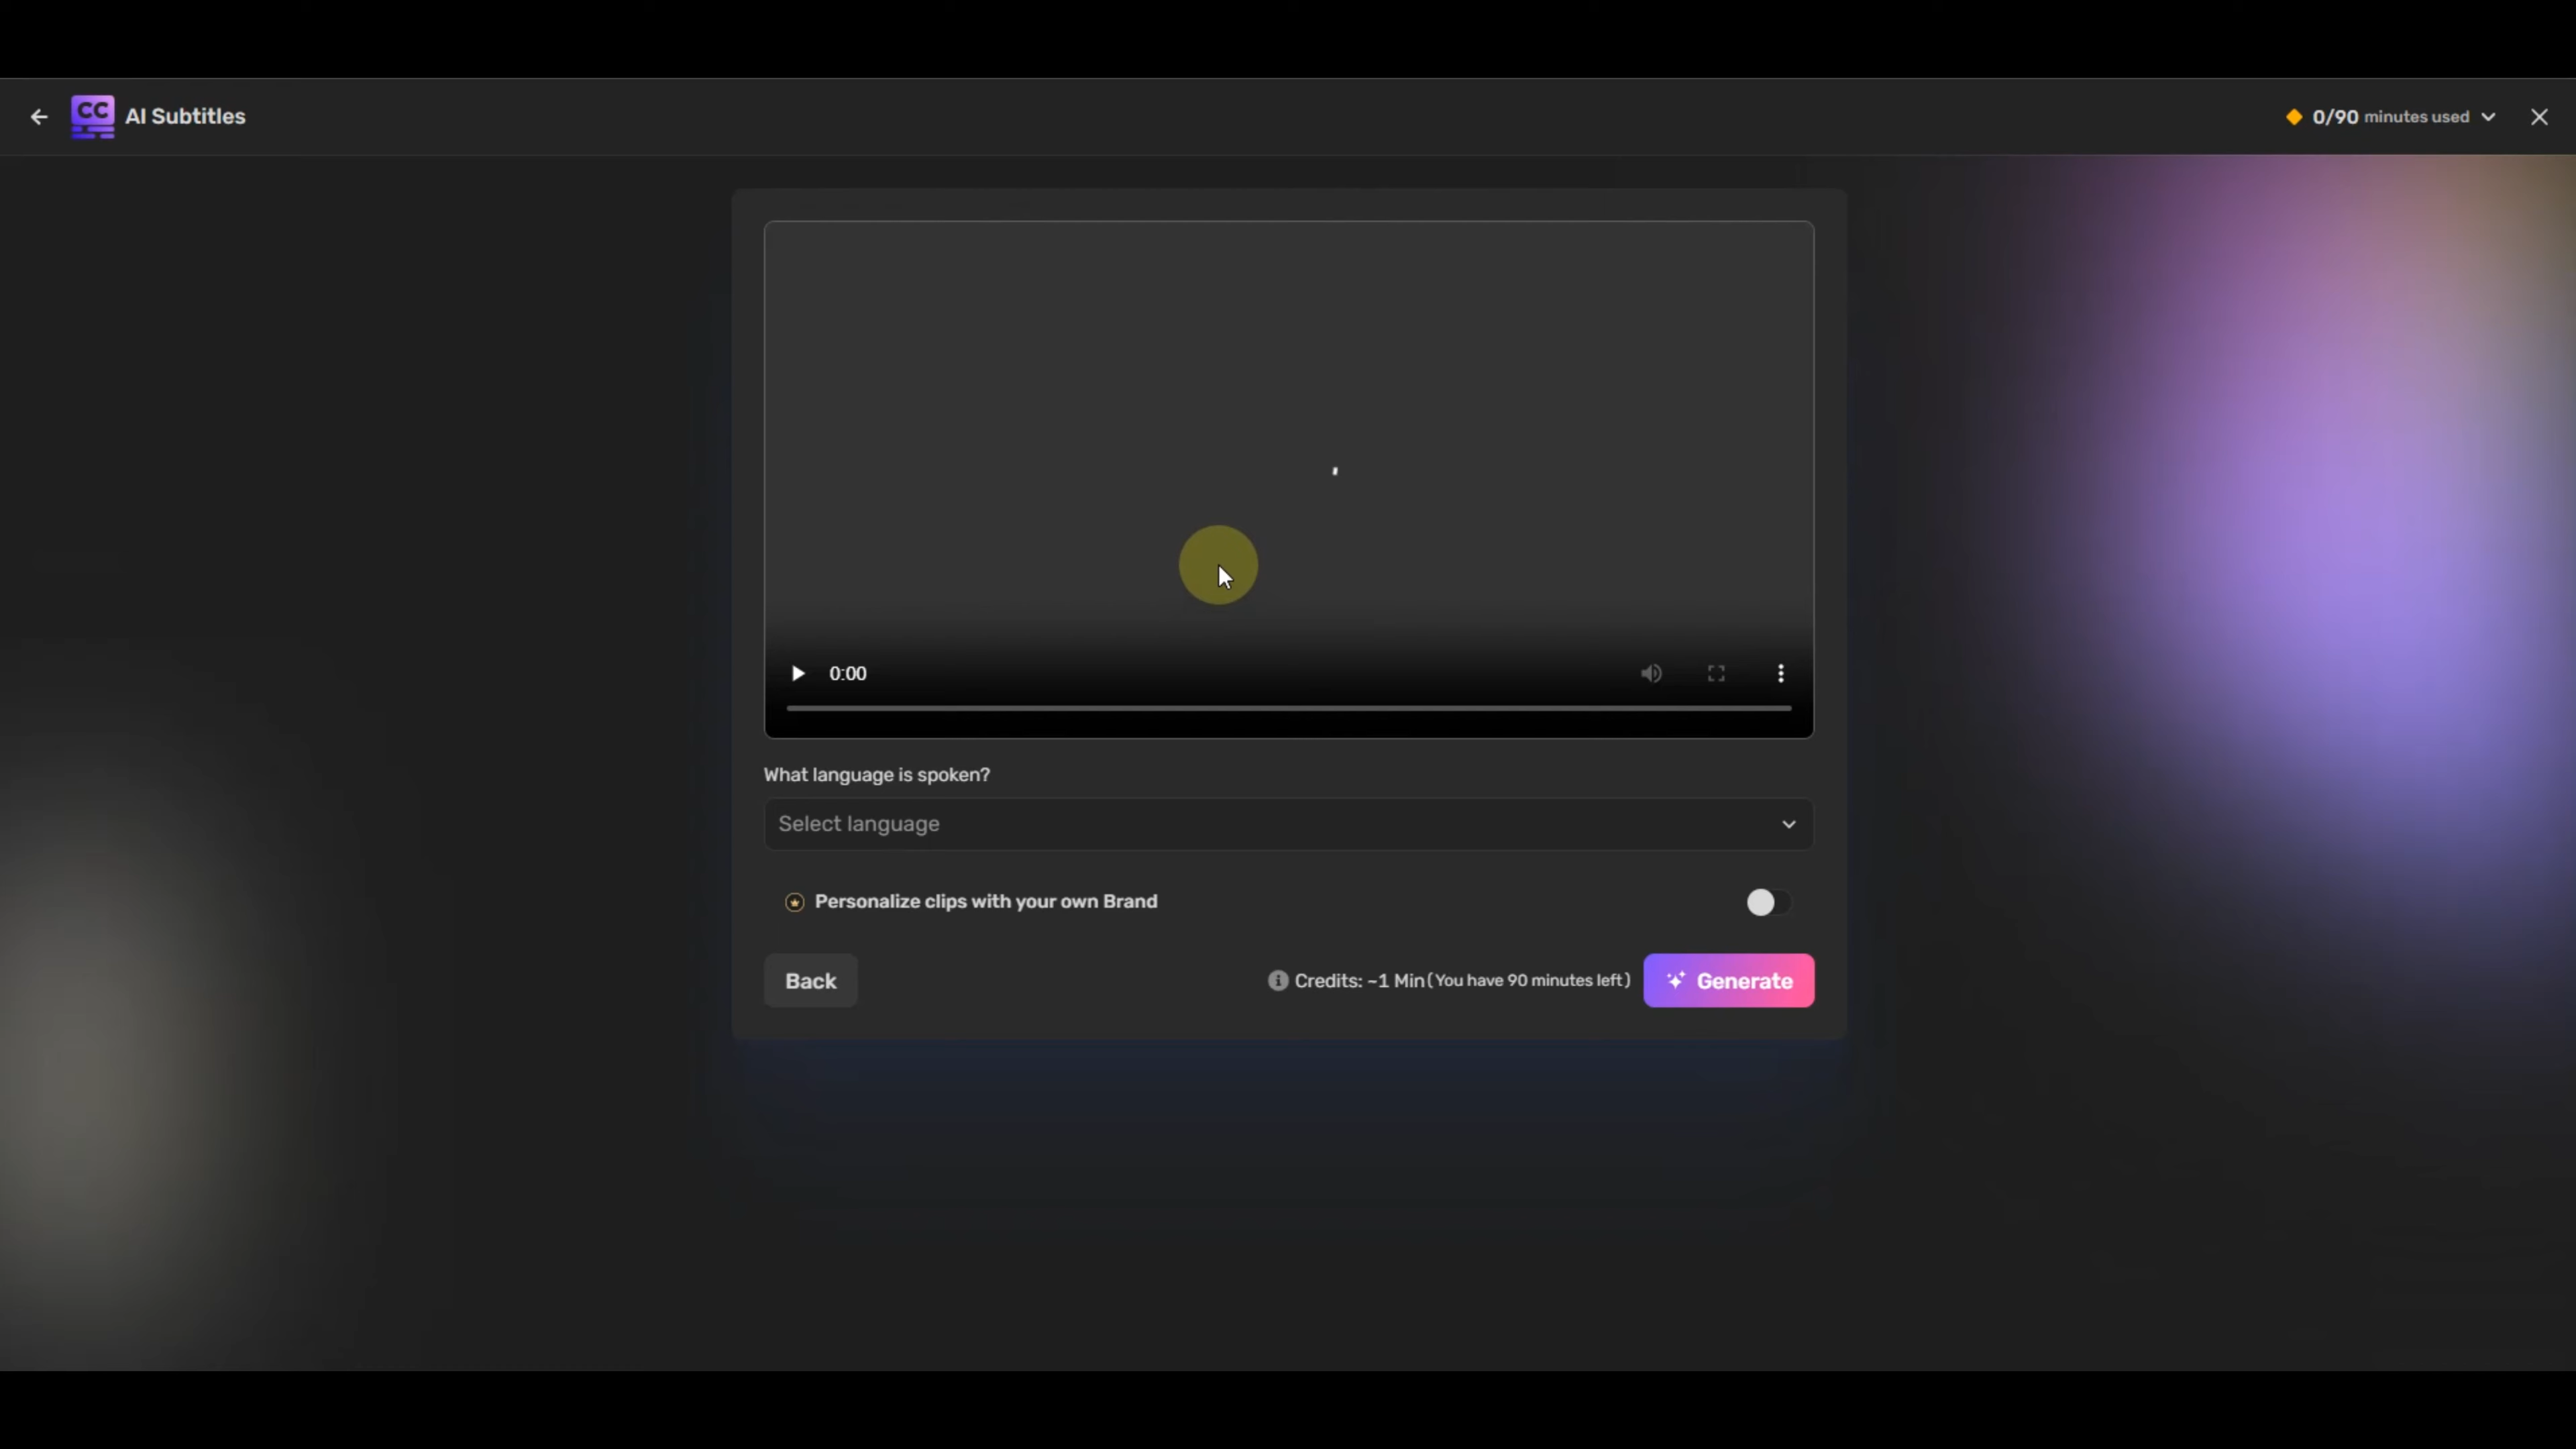 CC AI Subtitles
0/90 minutes used
0:00
What language is spoken?
Select language
Personalize clips with your own Brand
Back
Credits: ~1 Min(You have 90 minutes left)
Generate